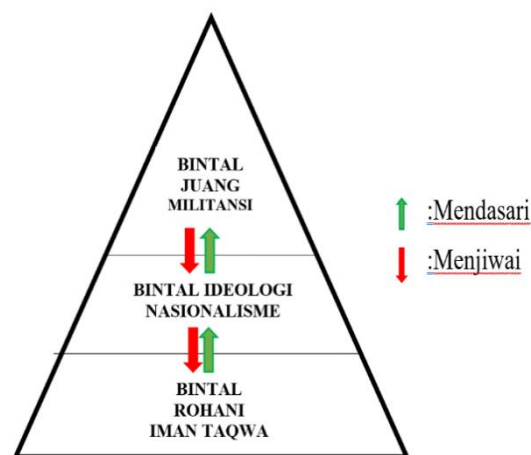 BINTAL
JUANG
MILITANSI
BINTAL IDEOLOGI
NASIONALISME
BINTAL
ROHANI
IMAN TAQWA
:Mendasari
:Menjiwai